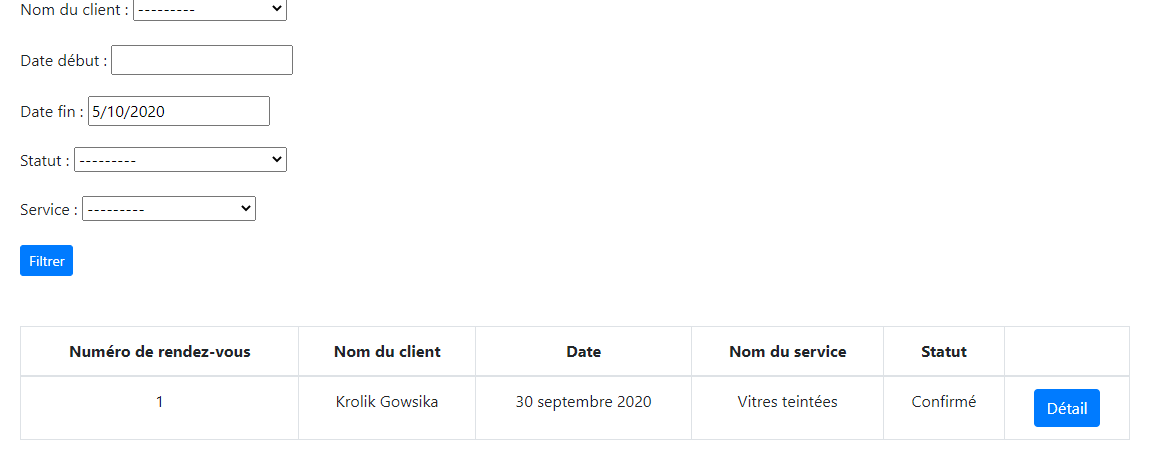 Nom du client : ---------
Date début :
Date fin : 5/10/2020
Statut : ---------
Service : ---------
Filtrer
Numéro de rendez-vous Nom du client Date Nom du service Statut
1 Krolik Gowsika 30 septembre 2020 Vitres teintées Confirmé Détail